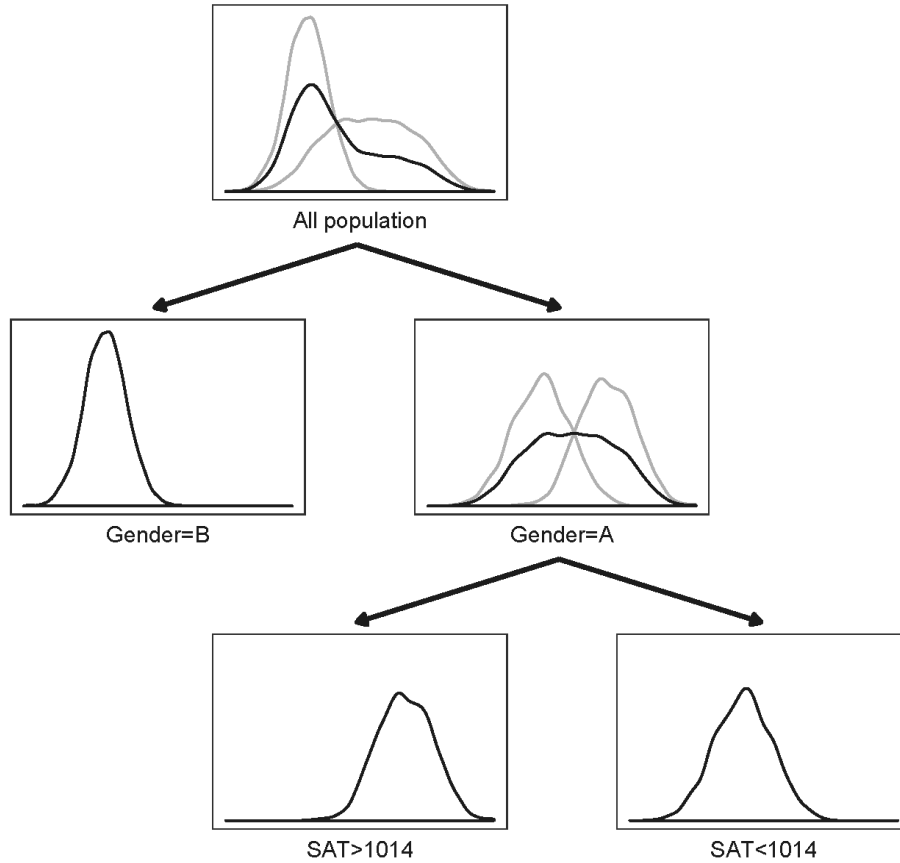 All population
Gender=B
Gender=A
SAT>1014
SAT<1014